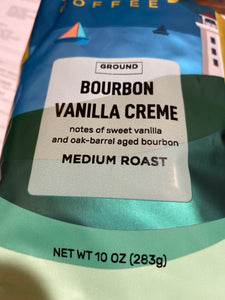 COFFEE
GROUND
BOURBON
VANILLA CREME
notes of sweet vanilla
and oak-barrel aged bourbon
MEDIUM ROAST
NET WT 10 OZ (283g)